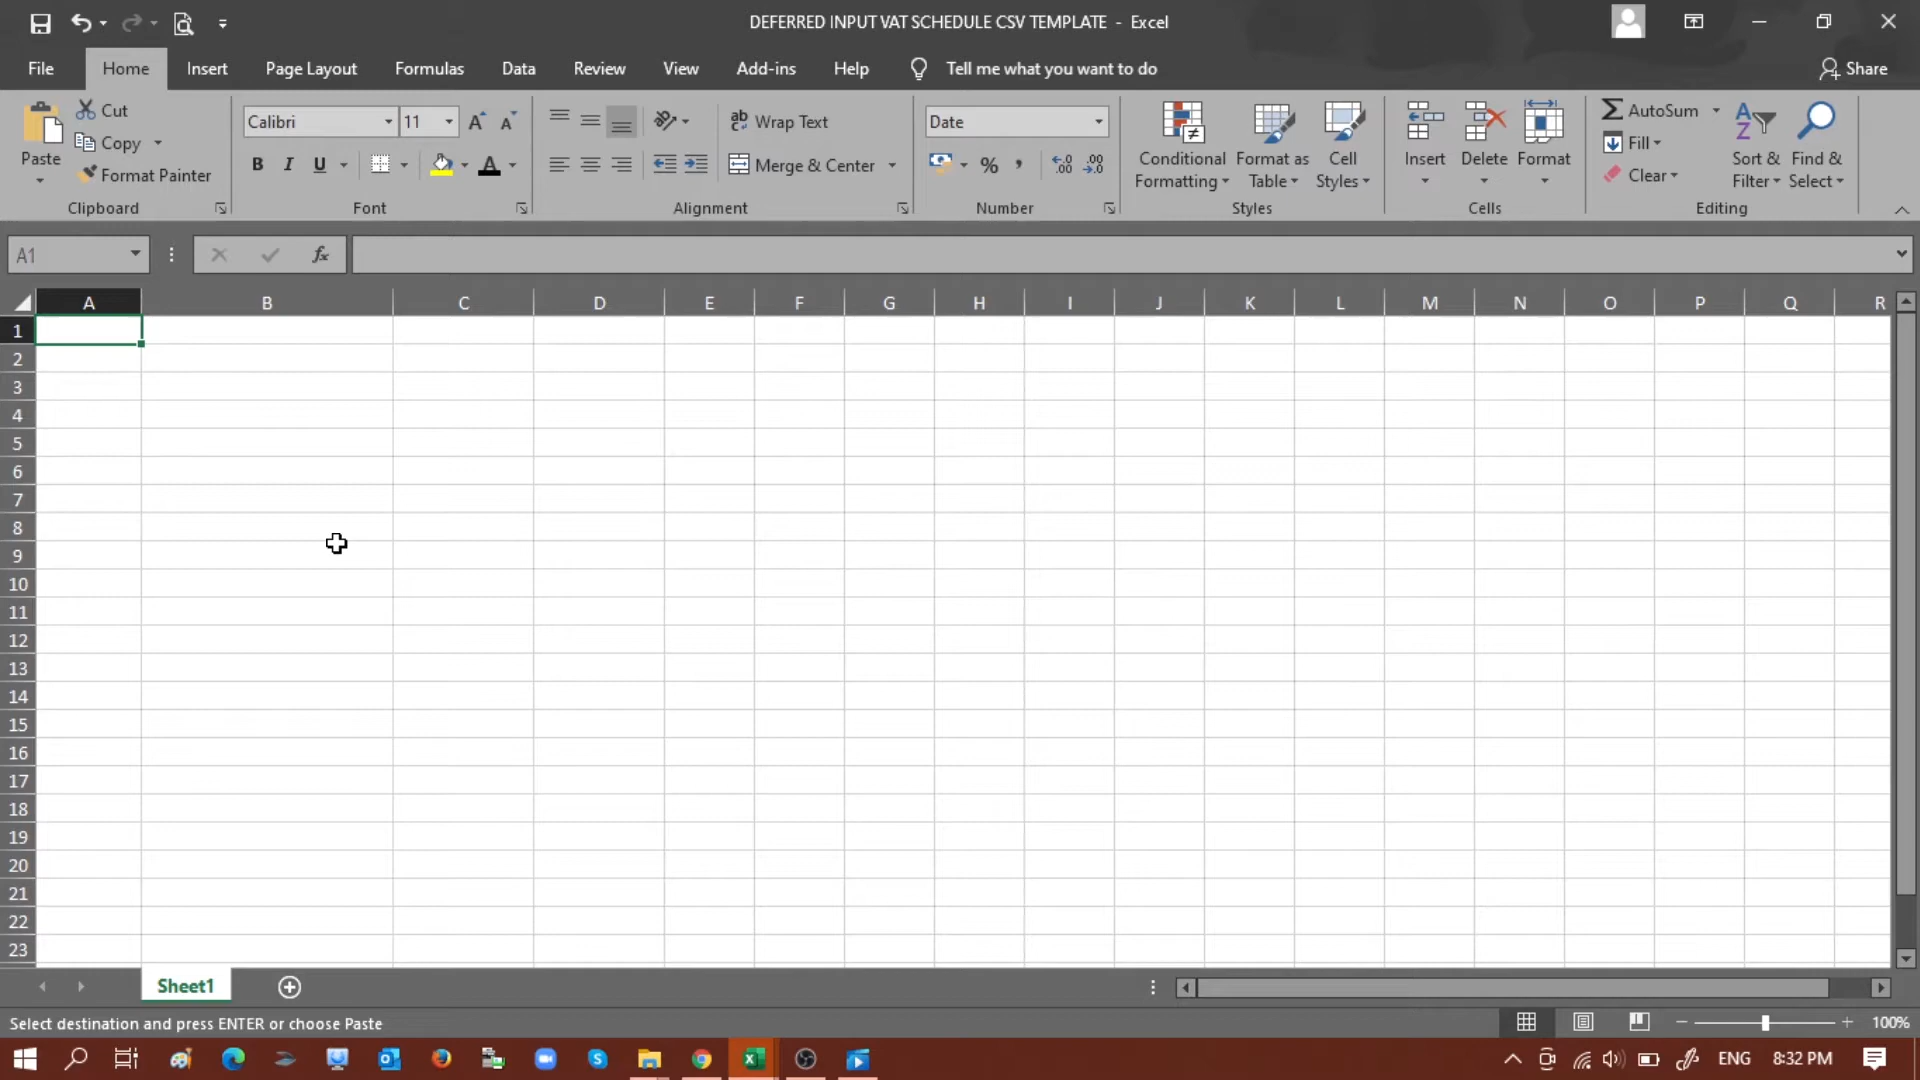 DEFERRED INPUT VAT SCHEDULE CSV TEMPLATE - Excel
File Home Insert Page Layout Formulas Data Review View Add-ins Help Tell me what you want to do Share
Paste Cut Copy Format Painter Clipboard
Calibri 11 A A B I U A Font
ab Wrap Text Merge & Center Alignment
Date % , .00 .00 Number
Conditional Formatting Format as Table Cell Styles Styles
Insert Delete Format Cells
AutoSum Fill Clear Sort & Filter Find & Select Editing
A1 fx
A B C D E F G H I J K L M N O P Q R
1
2
3
4
5
6
7
8
9
10
11
12
13
14
15
16
17
18
19
20
21
22
23
Sheet1
Select destination and press ENTER or choose Paste 100%
ENG 8:32 PM